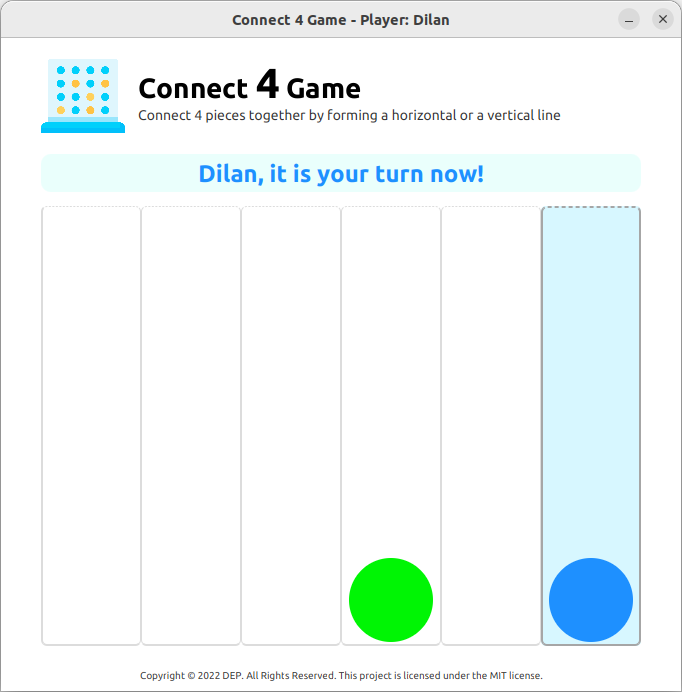 Connect 4 Game - Player: Dilan
Connect 4 Game
Connect 4 pieces together by forming a horizontal or a vertical line
Dilan, it is your turn now!
Copyright © 2022 DEP. All Rights Reserved. This project is licensed under the MIT license.